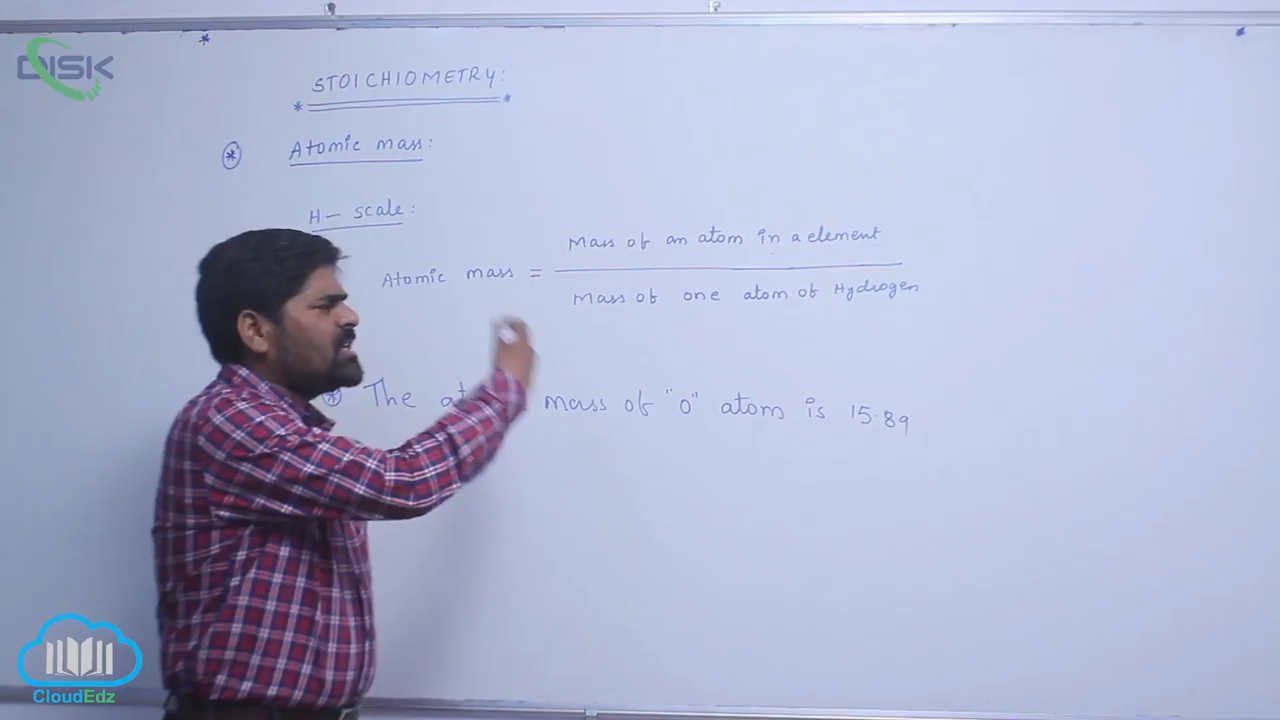 DISK
STOICHIOMETRY:
Atomic mass:
H- scale:
Atomic mass = Mass of an atom in a element
Mass of one atom of Hydrogen
The mass of "O" atom is 15.89
CloudEdz